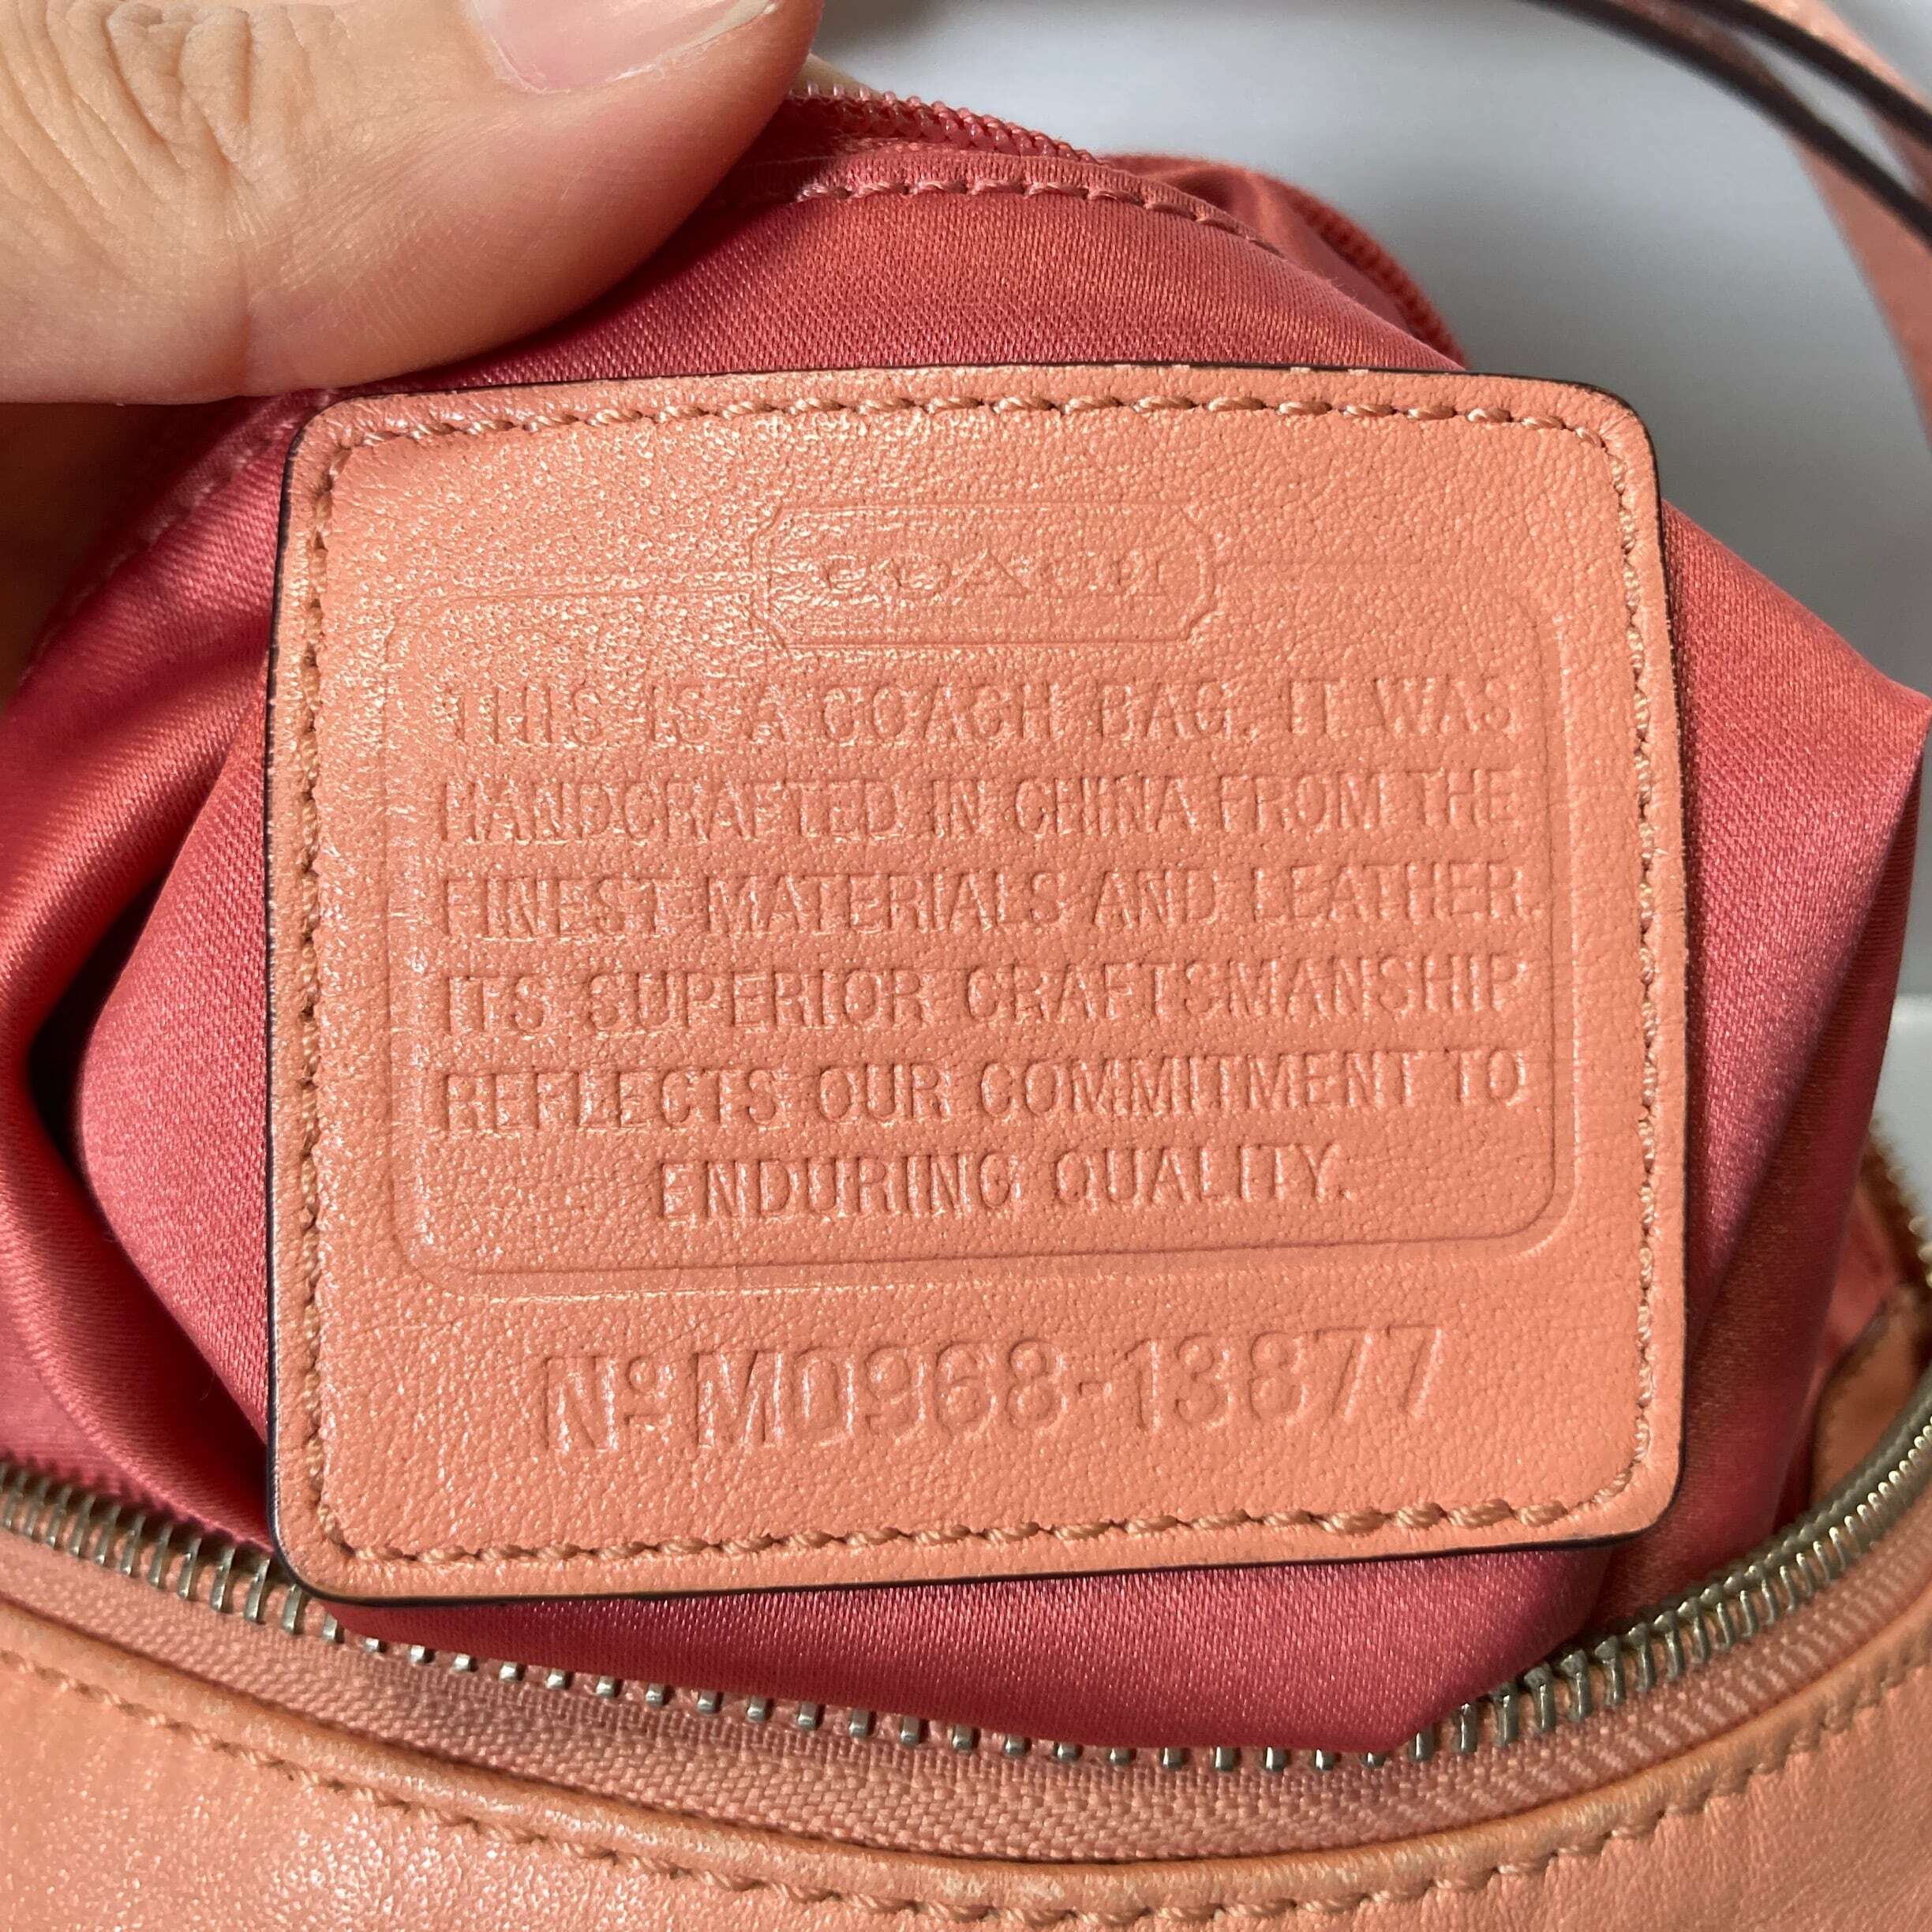 COACH
THIS IS A COACH BAG. IT WAS
HANDCRAFTED IN CHINA FROM THE
FINEST MATERIALS AND LEATHER.
ITS SUPERIOR CRAFTSMANSHIP
REFLECTS OUR COMMITMENT TO
ENDURING QUALITY.
Nº M0968-13877